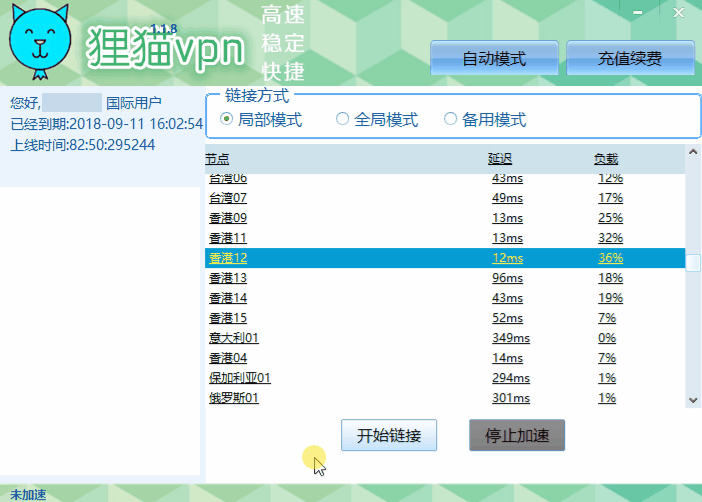 1.1.8
狸猫vpn
高速
稳定
快捷
自动模式
充值续费
您好, 国际用户
已经到期:2018-09-11 16:02:54
上线时间:82:50:295244
链接方式
局部模式 全局模式 备用模式
节点 延迟 负载
台湾06 43ms 12%
台湾07 49ms 17%
香港09 13ms 25%
香港11 13ms 32%
香港12 12ms 36%
香港13 96ms 18%
香港14 43ms 19%
香港15 52ms 7%
意大利01 349ms 0%
香港04 14ms 7%
保加利亚01 294ms 1%
俄罗斯01 301ms 1%
开始链接 停止加速
未加速